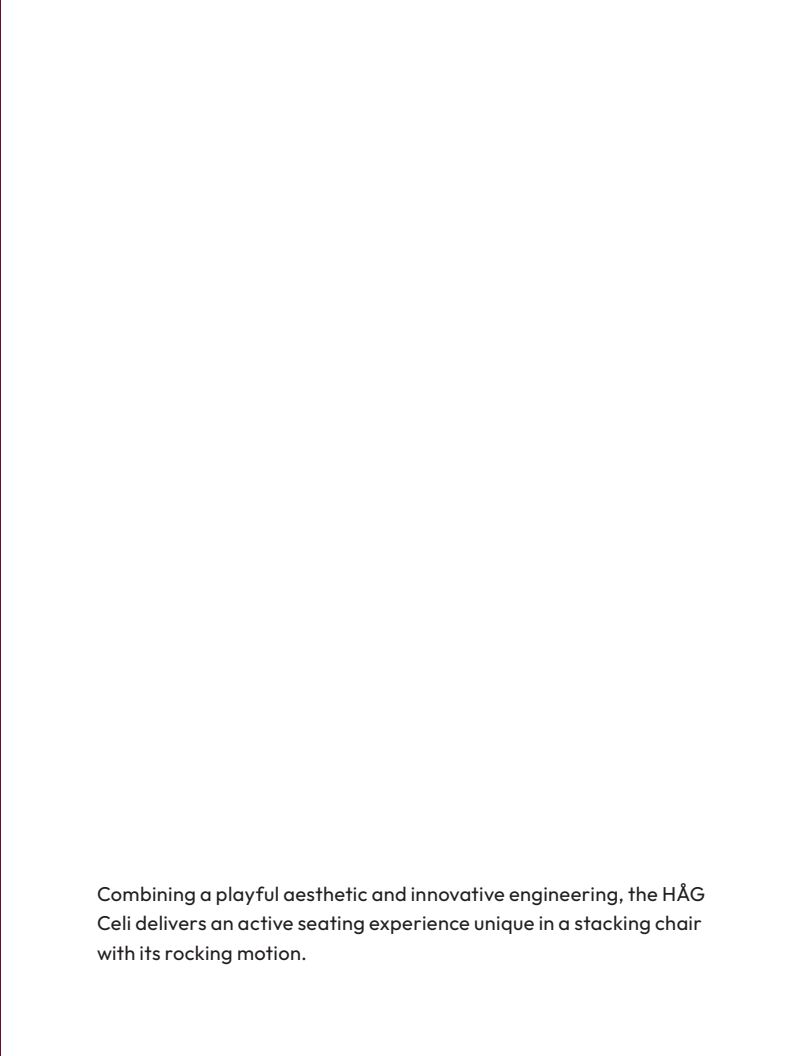 Combining a playful aesthetic and innovative engineering, the HÅG
Celi delivers an active seating experience unique in a stacking chair
with its rocking motion.